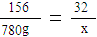 156 = 32
780g x